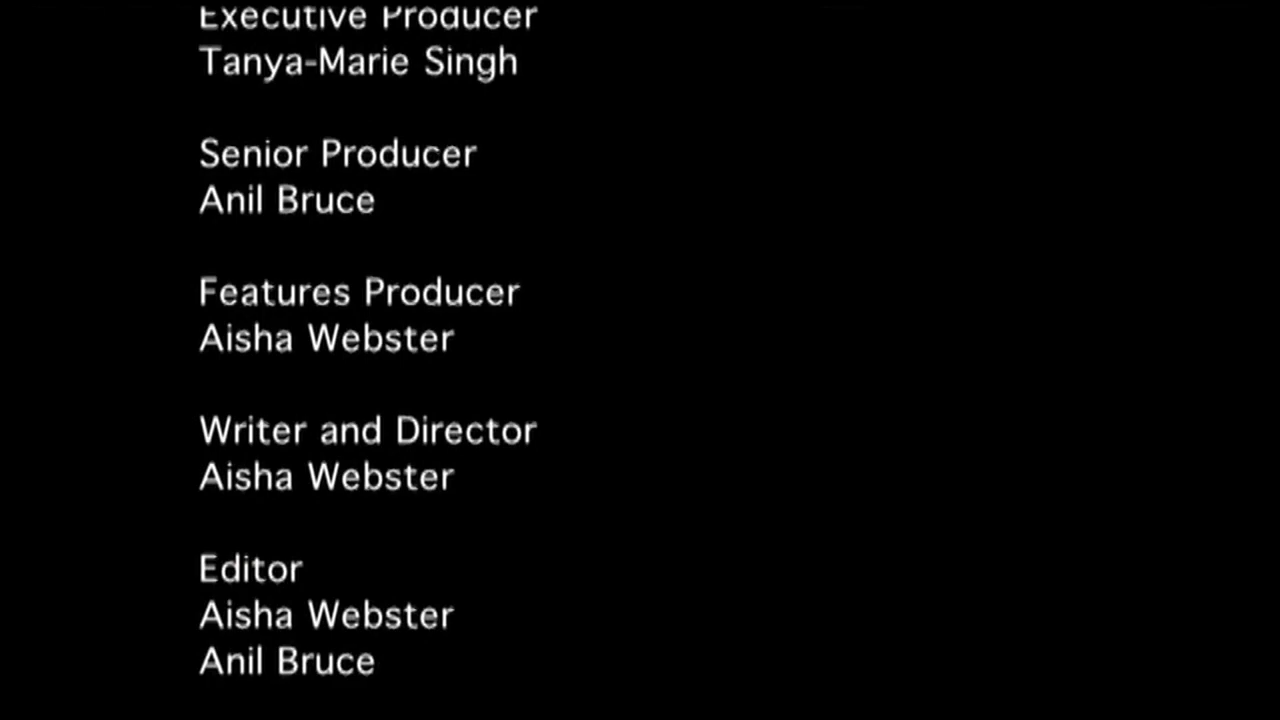 Executive Producer
Tanya-Marie Singh
Senior Producer
Anil Bruce
Features Producer
Aisha Webster
Writer and Director
Aisha Webster
Editor
Aisha Webster
Anil Bruce